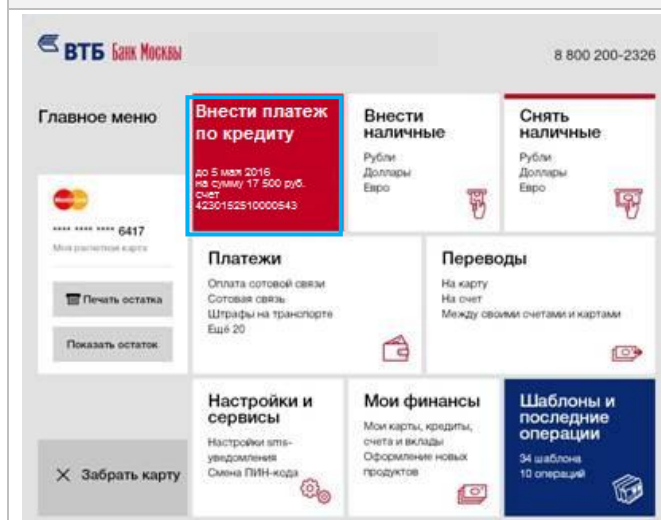 ВТБ Банк Москвы
8 800 200-2326
Главное меню
**** **** **** 6417
Моя расчетная карта
Печать остатка
Показать остаток
Забрать карту
Внести платеж
по кредиту
до 5 мая 2016
на сумму 17 500 руб.
счет
4230152510000543
Внести
наличные
Рубли
Доллары
Евро
Снять
наличные
Рубли
Доллары
Евро
Платежи
Оплата сотовой связи
Сотовая связь
Штрафы на транспорте
Ещё 20
Переводы
На карту
На счет
Между своими счетами и картами
Настройки и
сервисы
Настройки sms-
уведомления
Смена ПИН-кода
Мои финансы
Мои карты, кредиты,
счета и вклады
Оформление новых
продуктов
Шаблоны и
последние
операции
34 шаблона
10 операций